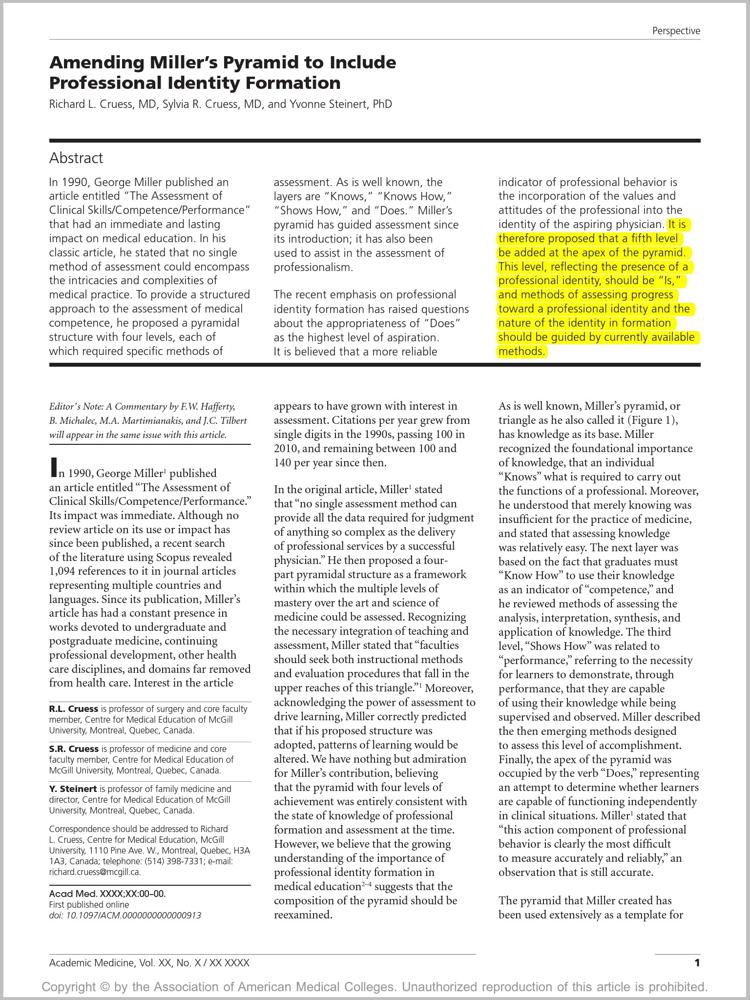 Perspective
Amending Miller’s Pyramid to Include
Professional Identity Formation
Richard L. Cruess, MD, Sylvia R. Cruess, MD, and Yvonne Steinert, PhD
Abstract
In 1990, George Miller published an
article entitled “The Assessment of
Clinical Skills/Competence/Performance”
that had an immediate and lasting
impact on medical education. In his
classic article, he stated that no single
method of assessment could encompass
the intricacies and complexities of
medical practice. To provide a structured
approach to the assessment of medical
competence, he proposed a pyramidal
structure with four levels, each of
which required specific methods of
assessment. As is well known, the
layers are “Knows,” “Knows How,”
“Shows How,” and “Does.” Miller’s
pyramid has guided assessment since
its introduction; it has also been
used to assist in the assessment of
professionalism.
The recent emphasis on professional
identity formation has raised questions
about the appropriateness of “Does”
as the highest level of aspiration.
It is believed that a more reliable
indicator of professional behavior is
the incorporation of the values and
attitudes of the professional into the
identity of the aspiring physician. It is
therefore proposed that a fifth level
be added at the apex of the pyramid.
This level, reflecting the presence of a
professional identity, should be “Is,”
and methods of assessing progress
toward a professional identity and the
nature of the identity in formation
should be guided by currently available
methods.
Editor’s Note: A Commentary by F.W. Hafferty,
B. Michalec, M.A. Martimianakis, and J.C. Tilbert
will appear in the same issue with this article.
In 1990, George Miller1 published
an article entitled “The Assessment of
Clinical Skills/Competence/Performance.”
Its impact was immediate. Although no
review article on its use or impact has
since been published, a recent search
of the literature using Scopus revealed
1,094 references to it in journal articles
representing multiple countries and
languages. Since its publication, Miller’s
article has had a constant presence in
works devoted to undergraduate and
postgraduate medicine, continuing
professional development, other health
care disciplines, and domains far removed
from health care. Interest in the article
R.L. Cruess is professor of surgery and core faculty
member, Centre for Medical Education of McGill
University, Montreal, Quebec, Canada.
S.R. Cruess is professor of medicine and core
faculty member, Centre for Medical Education of
McGill University, Montreal, Quebec, Canada.
Y. Steinert is professor of family medicine and
director, Centre for Medical Education of McGill
University, Montreal, Quebec, Canada.
Correspondence should be addressed to Richard
L. Cruess, Centre for Medical Education, McGill
University, 1110 Pine Ave. W., Montreal, Quebec, H3A
1A3, Canada; telephone: (514) 398-7331; e-mail:
richard.cruess@mcgill.ca.
Acad Med. XXXX;XX:00–00.
First published online
doi: 10.1097/ACM.0000000000000913
appears to have grown with interest in
assessment. Citations per year grew from
single digits in the 1990s, passing 100 in
2010, and remaining between 100 and
140 per year since then.
In the original article, Miller1 stated
that “no single assessment method can
provide all the data required for judgment
of anything so complex as the delivery
of professional services by a successful
physician.” He then proposed a four-
part pyramidal structure as a framework
within which the multiple levels of
mastery over the art and science of
medicine could be assessed. Recognizing
the necessary integration of teaching and
assessment, Miller stated that “faculties
should seek both instructional methods
and evaluation procedures that fall in the
upper reaches of this triangle.”1 Moreover,
acknowledging the power of assessment to
drive learning, Miller correctly predicted
that if his proposed structure was
adopted, patterns of learning would be
altered. We have nothing but admiration
for Miller’s contribution, believing
that the pyramid with four levels of
achievement was entirely consistent with
the state of knowledge of professional
formation and assessment at the time.
However, we believe that the growing
understanding of the importance of
professional identity formation in
medical education2–4 suggests that the
composition of the pyramid should be
reexamined.
As is well known, Miller’s pyramid, or
triangle as he also called it (Figure 1),
has knowledge as its base. Miller
recognized the foundational importance
of knowledge, that an individual
“Knows” what is required to carry out
the functions of a professional. Moreover,
he understood that merely knowing was
insufficient for the practice of medicine,
and stated that assessing knowledge
was relatively easy. The next layer was
based on the fact that graduates must
“Know How” to use their knowledge
as an indicator of “competence,” and
he reviewed methods of assessing the
analysis, interpretation, synthesis, and
application of knowledge. The third
level, “Shows How” was related to
“performance,” referring to the necessity
for learners to demonstrate, through
performance, that they are capable
of using their knowledge while being
supervised and observed. Miller described
the then emerging methods designed
to assess this level of accomplishment.
Finally, the apex of the pyramid was
occupied by the verb “Does,” representing
an attempt to determine whether learners
are capable of functioning independently
in clinical situations. Miller1 stated that
“this action component of professional
behavior is clearly the most difficult
to measure accurately and reliably,” an
observation that is still accurate.
The pyramid that Miller created has
been used extensively as a template for
Academic Medicine, Vol. XX, No. X / XX XXXX
1
Copyright © by the Association of American Medical Colleges. Unauthorized reproduction of this article is prohibited.